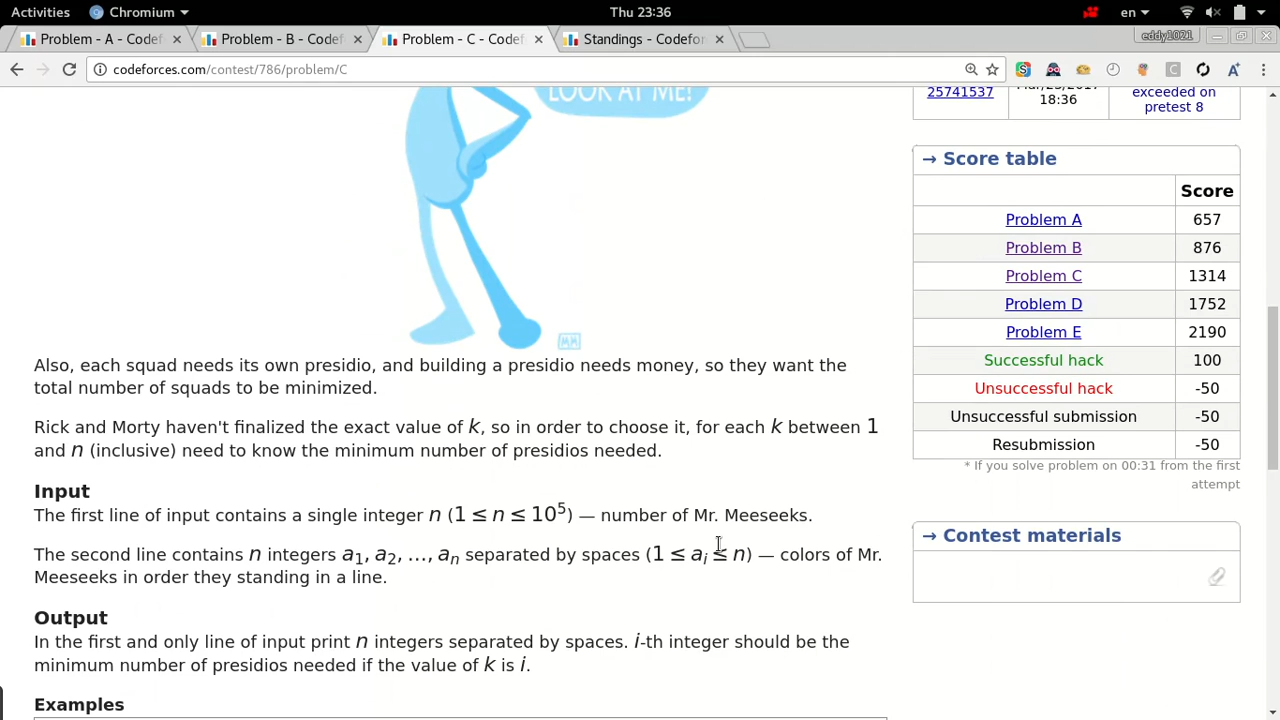 Activities Chromium Thu 23:36 en
Problem - A - Codef Problem - B - Codef Problem - C - Codef Standings - Codefor eddy1021
codeforces.com/contest/786/problem/C
LOOK AT ME!
25741537
18:36
exceeded on
pretest 8
→ Score table
Score
Problem A 657
Problem B 876
Problem C 1314
Problem D 1752
Problem E 2190
Successful hack 100
Unsuccessful hack -50
Unsuccessful submission -50
Resubmission -50
* If you solve problem on 00:31 from the first
attempt
→ Contest materials
MM
Also, each squad needs its own presidio, and building a presidio needs money, so they want the
total number of squads to be minimized.
Rick and Morty haven't finalized the exact value of k, so in order to choose it, for each k between 1
and n (inclusive) need to know the minimum number of presidios needed.
Input
The first line of input contains a single integer n (1 ≤ n ≤ 10⁵) — number of Mr. Meeseeks.
The second line contains n integers a₁, a₂, ..., aₙ separated by spaces (1 ≤ aᵢ ≤ n) — colors of Mr.
Meeseeks in order they standing in a line.
Output
In the first and only line of input print n integers separated by spaces. i-th integer should be the
minimum number of presidios needed if the value of k is i.
Examples